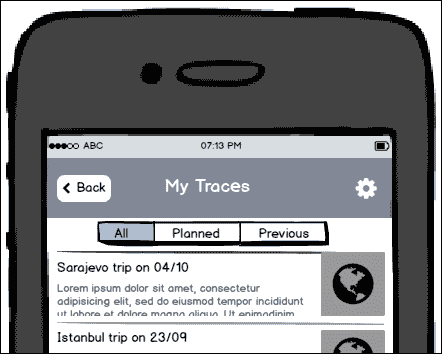 ABC 07:13 PM
Back My Traces
All Planned Previous
Sarajevo trip on 04/10
Lorem ipsum dolor sit amet, consectetur
adipisicing elit, sed do eiusmod tempor incididunt
ut labore et dolore magna aliqua. Ut enimodinim
Istanbul trip on 23/09